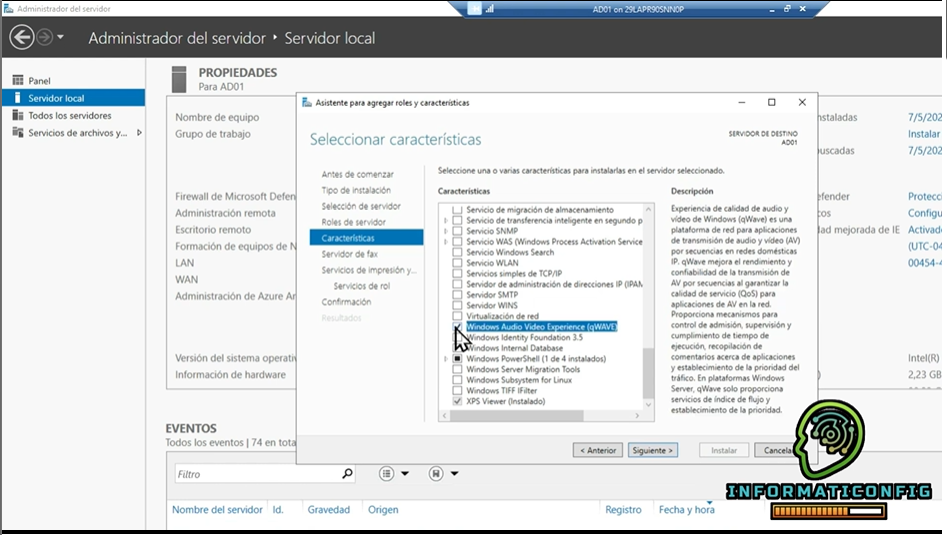 Administrador del servidor
AD01 on 29LAPR90SNN0P
Administrador del servidor ‣ Servidor local
Panel
Servidor local
Todos los servidores
Servicios de archivos y...
PROPIEDADES
Para AD01
Nombre de equipo
Grupo de trabajo
Firewall de Microsoft Defen
Administración remota
Escritorio remoto
Formación de equipos de N
LAN
WAN
Administración de Azure Ar
Versión del sistema operativ
Información de hardware
Asistente para agregar roles y características
Seleccionar características
SERVIDOR DE DESTINO
AD01
Antes de comenzar
Tipo de instalación
Selección de servidor
Roles de servidor
Características
Servidor de fax
Servicios de impresión y...
Servicios de rol
Confirmación
Resultados
Seleccione una o varias características para instalarlas en el servidor seleccionado.
Características
Servicio de migración de almacenamiento
Servicio de transferencia inteligente en segundo p
Servicio SNMP
Servicio WAS (Windows Process Activation Service
Servicio Windows Search
Servicio WLAN
Servicios simples de TCP/IP
Servidor de administración de direcciones IP (IPAM
Servidor SMTP
Servidor WINS
Virtualización de red
Windows Audio Video Experience (qWAVE)
Windows Identity Foundation 3.5
Windows Internal Database
Windows PowerShell (1 de 4 instalados)
Windows Server Migration Tools
Windows Subsystem for Linux
Windows TIFF IFilter
XPS Viewer (Instalado)
Descripción
Experiencia de calidad de audio y
vídeo de Windows (qWave) es una
plataforma de red para aplicaciones
de transmisión de audio y vídeo (AV)
por secuencias en redes domésticas
IP. qWave mejora el rendimiento y
confiabilidad de la transmisión de
AV por secuencias al garantizar la
calidad de servicio (QoS) para
aplicaciones de AV en la red.
Proporciona mecanismos para
control de admisión, supervisión y
cumplimiento de tiempo de
ejecución, recopilación de
comentarios acerca de aplicaciones
y establecimiento de la prioridad del
tráfico. En plataformas Windows
Server, qWave solo proporciona
servicios de índice de flujo y
establecimiento de la prioridad.
< Anterior
Siguiente >
Instalar
Cancela
nstaladas
7/5/202
Instalar
uscadas
7/5/202
efender
Protecci
cos
Configu
idad mejorada de IE
Activado
(UTC-04
00454-4
Intel(R)
2,23 GB
EVENTOS
Todos los eventos | 74 en tota
Filtro
Nombre del servidor Id. Gravedad Origen Registro Fecha y hora
INFORMATICONFIG